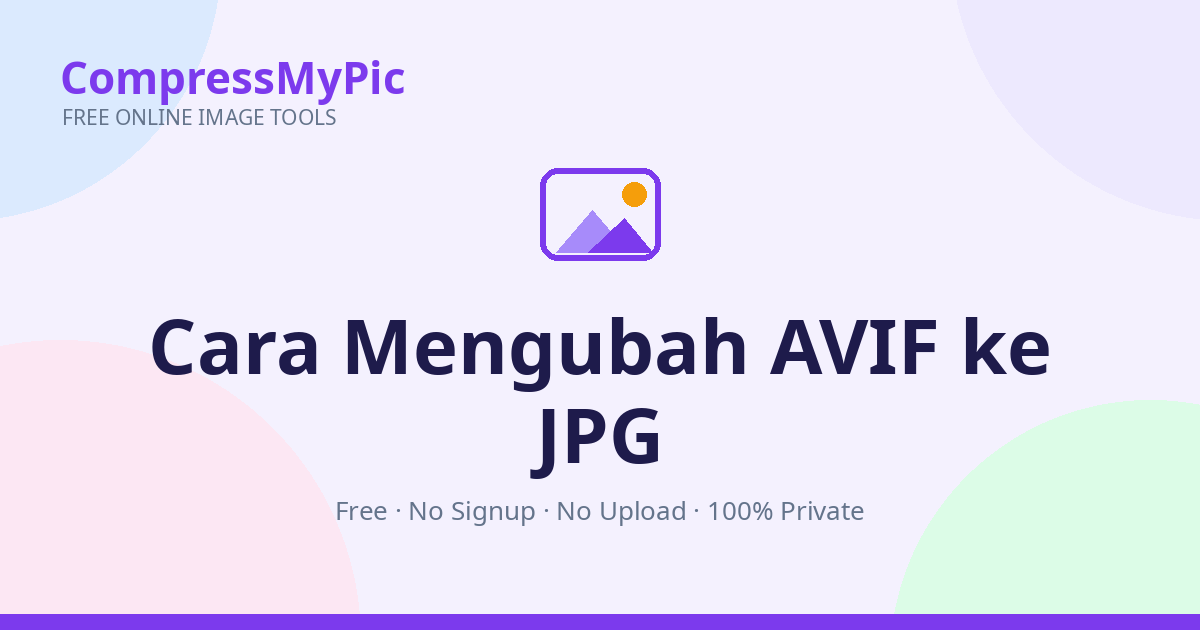 CompressMyPic
FREE ONLINE IMAGE TOOLS
Cara Mengubah AVIF ke
JPG
Free · No Signup · No Upload · 100% Private